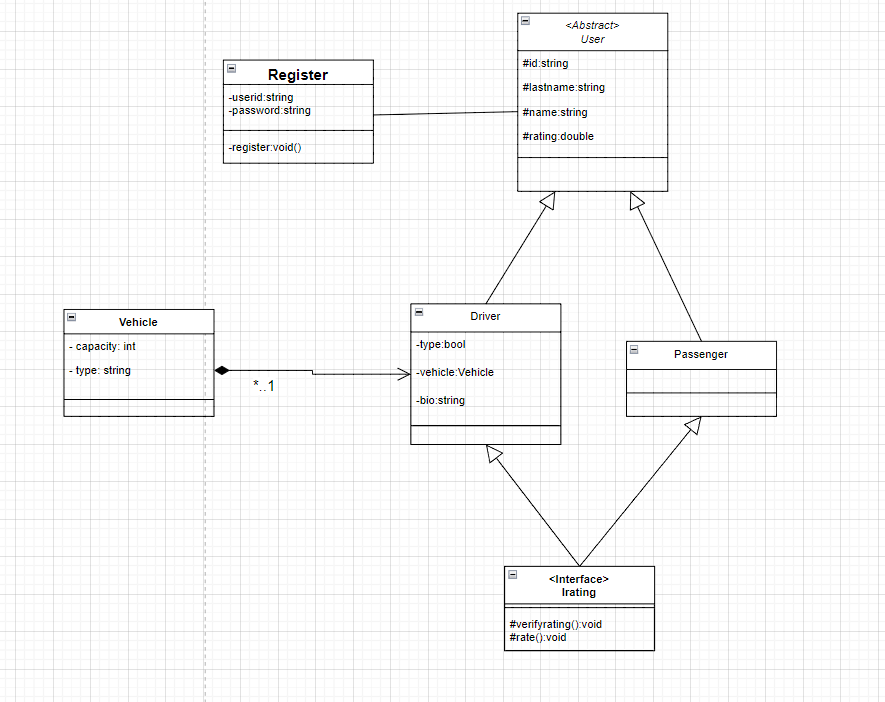 <Abstract>
User
#id:string
#lastname:string
#name:string
#rating:double
Register
-userid:string
-password:string
-register:void()
Vehicle
- capacity: int
- type: string
*..1
Driver
-type:bool
-vehicle:Vehicle
-bio:string
Passenger
<Interface>
Irating
#verifyrating():void
#rate():void